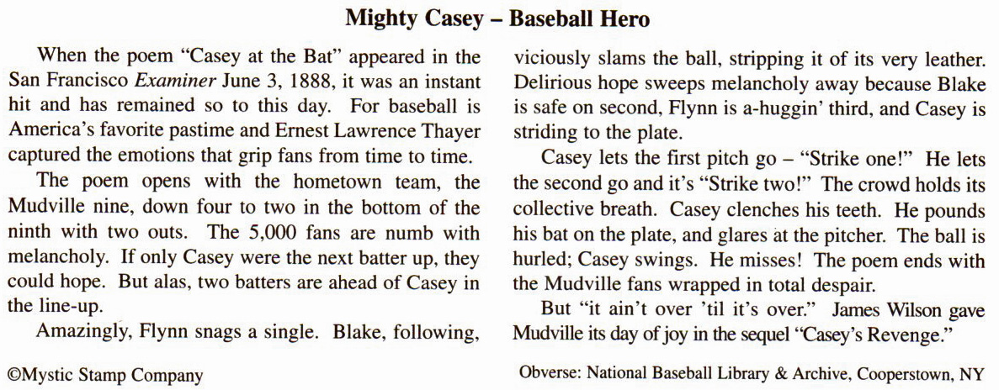 Mighty Casey – Baseball Hero
When the poem “Casey at the Bat” appeared in the
San Francisco Examiner June 3, 1888, it was an instant
hit and has remained so to this day. For baseball is
America’s favorite pastime and Ernest Lawrence Thayer
captured the emotions that grip fans from time to time.
The poem opens with the hometown team, the
Mudville nine, down four to two in the bottom of the
ninth with two outs. The 5,000 fans are numb with
melancholy. If only Casey were the next batter up, they
could hope. But alas, two batters are ahead of Casey in
the line-up.
Amazingly, Flynn snags a single. Blake, following,
viciously slams the ball, stripping it of its very leather.
Delirious hope sweeps melancholy away because Blake
is safe on second, Flynn is a-huggin’ third, and Casey is
striding to the plate.
Casey lets the first pitch go – “Strike one!” He lets
the second go and it’s “Strike two!” The crowd holds its
collective breath. Casey clenches his teeth. He pounds
his bat on the plate, and glares at the pitcher. The ball is
hurled; Casey swings. He misses! The poem ends with
the Mudville fans wrapped in total despair.
But “it ain’t over ’til it’s over.” James Wilson gave
Mudville its day of joy in the sequel “Casey’s Revenge.”
©Mystic Stamp Company
Obverse: National Baseball Library & Archive, Cooperstown, NY